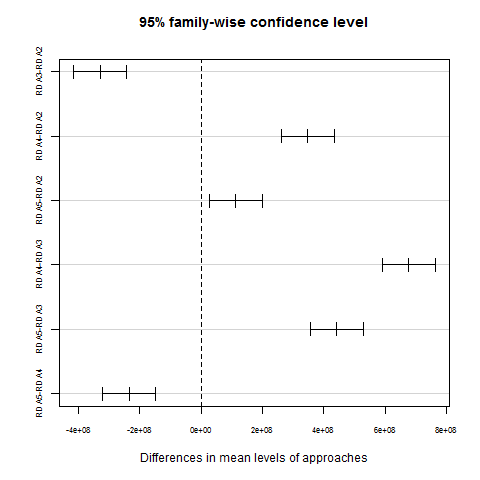 95% family-wise confidence level
RD A3-RD A2
RD A4-RD A2
RD A5-RD A2
RD A4-RD A3
RD A5-RD A3
RD A5-RD A4
-4e+08 -2e+08 0e+00 2e+08 4e+08 6e+08 8e+08
Differences in mean levels of approaches